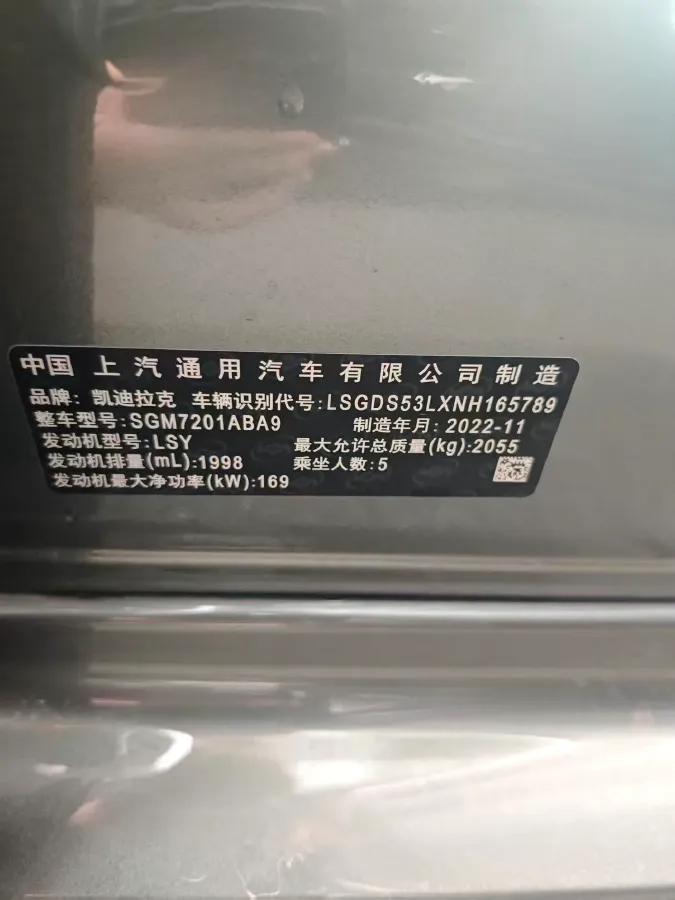 中国 上汽通用汽车有限公司制造
品牌: 凯迪拉克 车辆识别代号:LSGDS53LXNH165789
整车型号:SGM7201ABA9 制造年月: 2022-11
发动机型号:LSY 最大允许总质量(kg):2055
发动机排量(mL):1998 乘坐人数:5
发动机最大净功率(kW):169